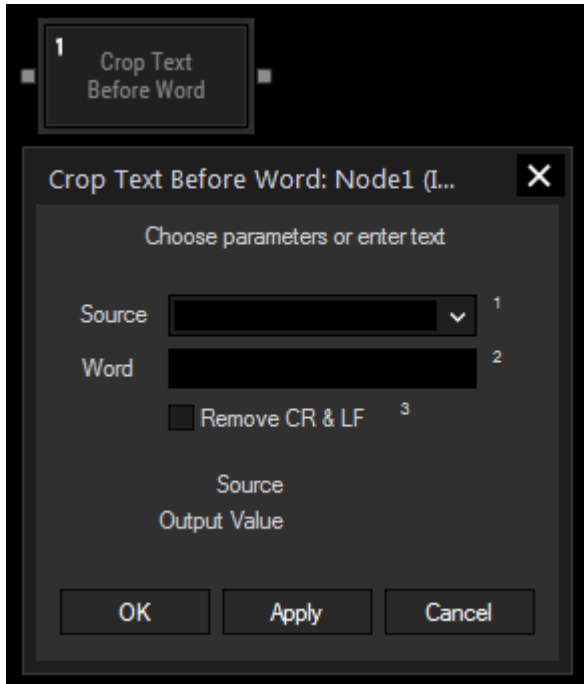 1
Crop Text
Before Word
Crop Text Before Word: Node1 (I...
Choose parameters or enter text
Source 1
Word 2
Remove CR & LF 3
Source
Output Value
OK Apply Cancel